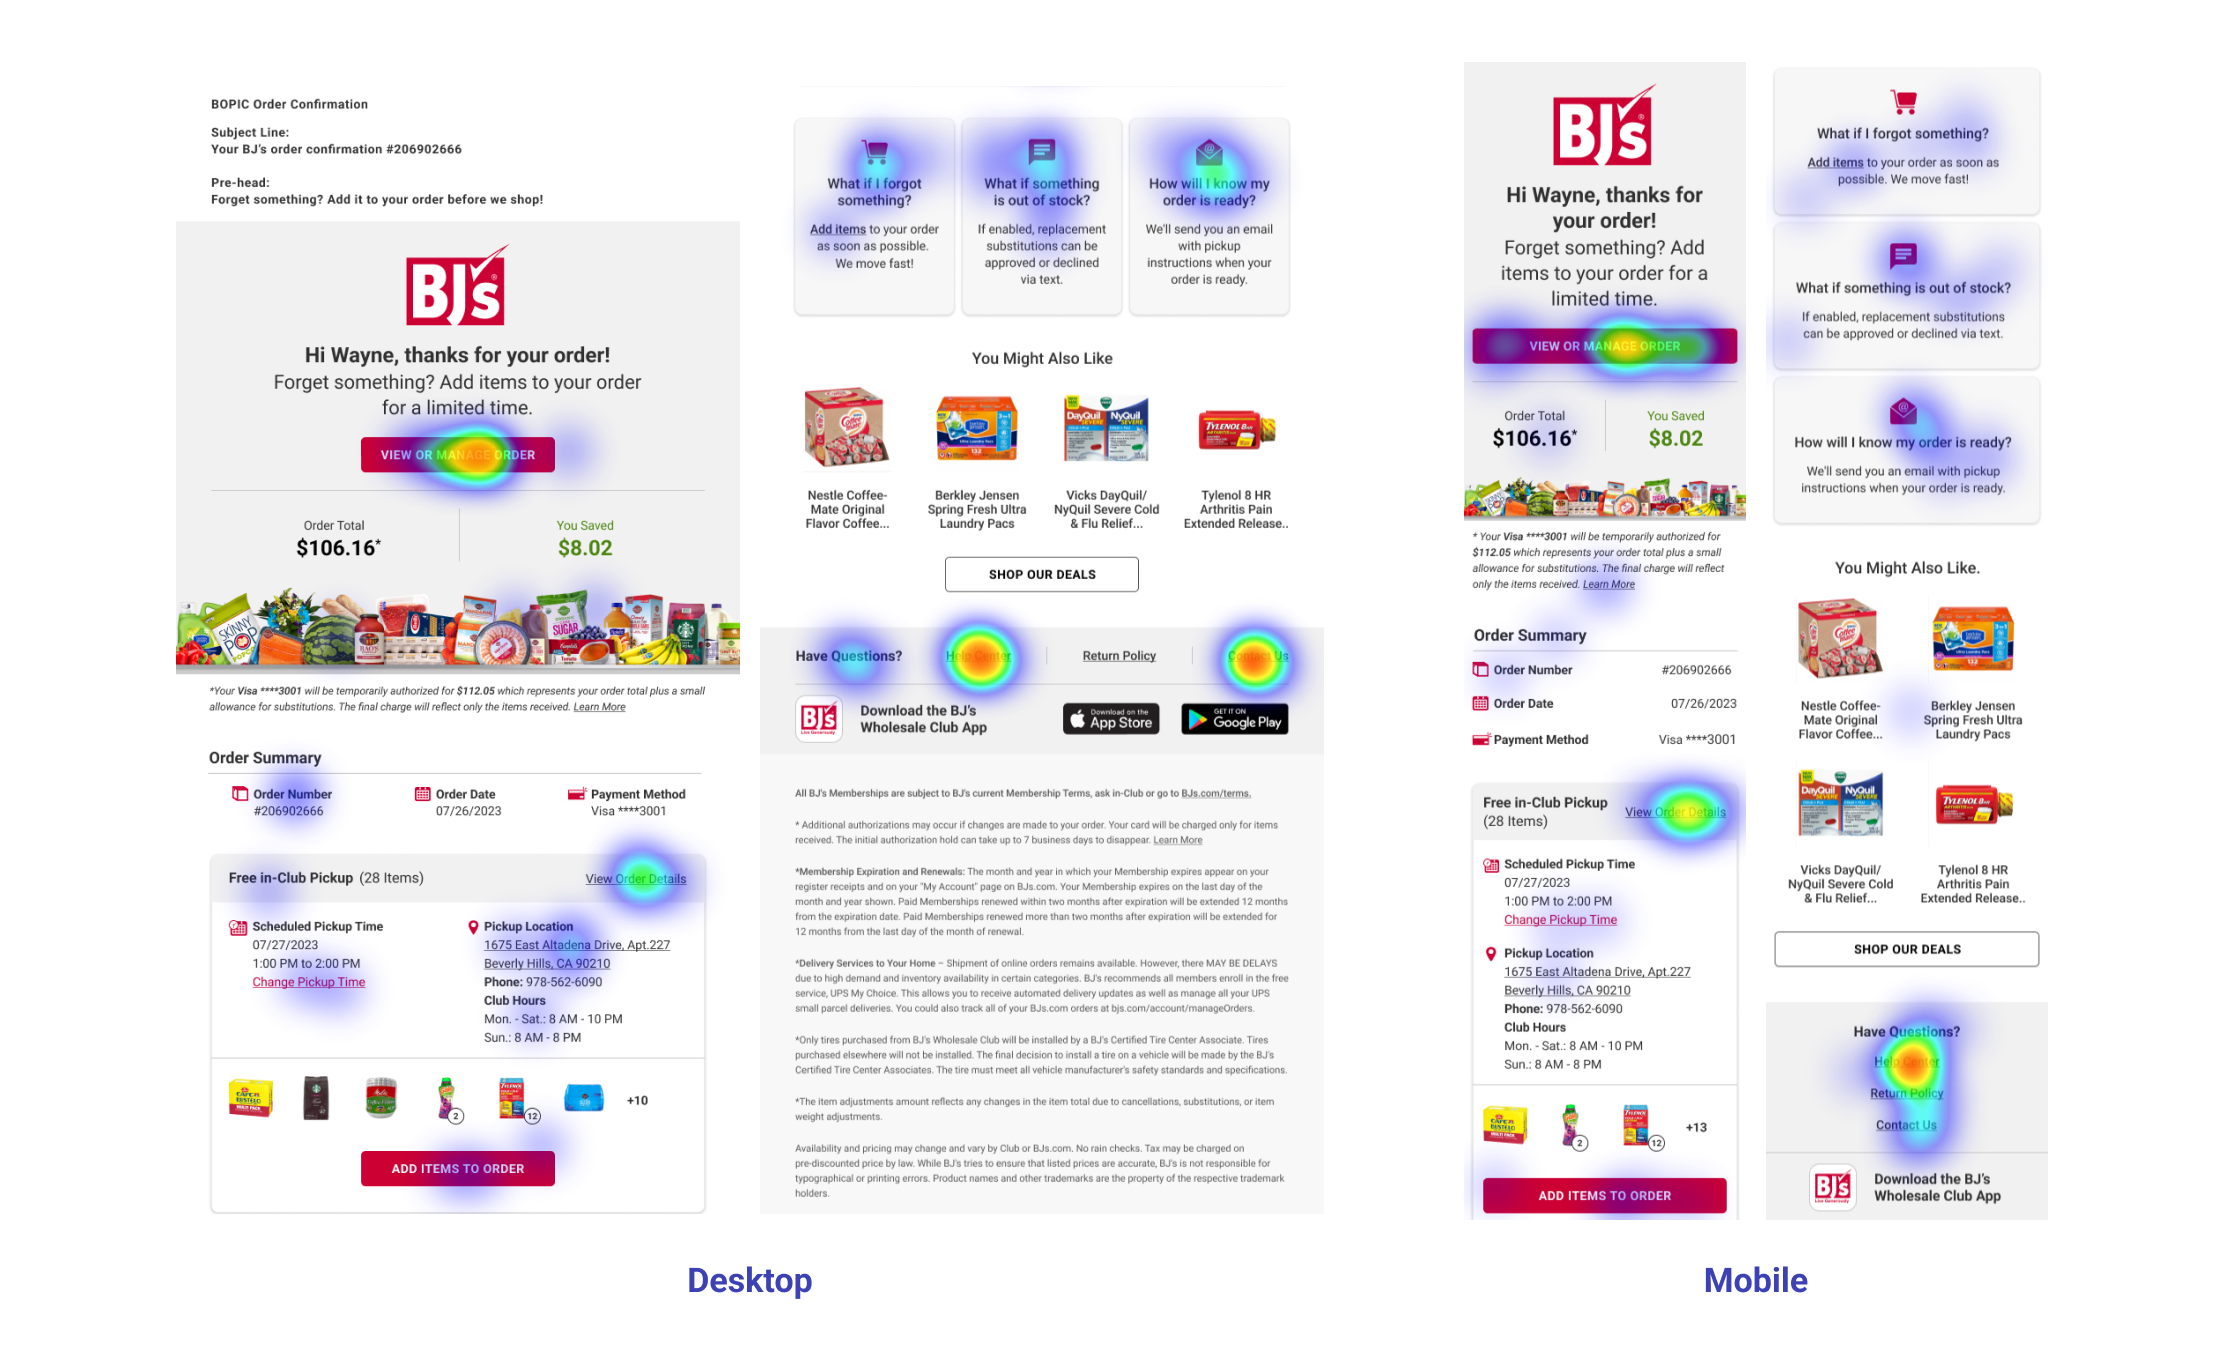 BOPIC Order Confirmation
Subject Line:
Your BJ's order confirmation #206902666
Pre-head:
Forget something? Add it to your order before we shop!
BJ's
Hi Wayne, thanks for your order!
Forget something? Add items to your order
for a limited time.
VIEW OR MANAGE ORDER
Order Total
$106.16*
You Saved
$8.02
SKINNY
POP
SUGAR
*Your Visa ****3001 will be temporarily authorized for $112.05 which represents your order total plus a small
allowance for substitutions. The final charge will reflect only the items received. Learn More
Order Summary
Order Number
#206902666
Order Date
07/26/2023
Payment Method
Visa ****3001
Free in-Club Pickup (28 Items)
View Order Details
Scheduled Pickup Time
07/27/2023
1:00 PM to 2:00 PM
Change Pickup Time
Pickup Location
1675 East Altadena Drive, Apt.227
Beverly Hills, CA 90210
Phone: 978-562-6090
Club Hours
Mon. - Sat.: 8 AM - 10 PM
Sun.: 8 AM - 8 PM
2
12
+10
ADD ITEMS TO ORDER
What if I forgot
something?
Add items to your order
as soon as possible.
We move fast!
What if something
is out of stock?
If enabled, replacement
substitutions can be
approved or declined
via text.
How will I know my
order is ready?
We'll send you an email
with pickup
instructions when your
order is ready.
You Might Also Like
DayQuil
SEVERE
NyQuil
SEVERE
TYLENOL 8HR
Nestle Coffee-
Mate Original
Flavor Coffee...
Berkley Jensen
Spring Fresh Ultra
Laundry Pacs
Vicks DayQuil/
NyQuil Severe Cold
& Flu Relief...
Tylenol 8 HR
Arthritis Pain
Extended Release..
SHOP OUR DEALS
Have Questions?
Help Center
Return Policy
Contact Us
BJ's
Live Generously
Download the BJ's
Wholesale Club App
Download on the
App Store
GET IT ON
Google Play
All BJ's Memberships are subject to BJ's current Membership Terms, ask in-Club or go to BJs.com/terms.
* Additional authorizations may occur if changes are made to your order. Your card will be charged only for items
received. The initial authorization hold can take up to 7 business days to disappear. Learn More
*Membership Expiration and Renewals: The month and year in which your Membership expires appear on your
register receipts and on your "My Account" page on BJs.com. Your Membership expires on the last day of the
month and year shown. Paid Memberships renewed within two months after expiration will be extended 12 months
from the expiration date. Paid Memberships renewed more than two months after expiration will be extended for
12 months from the last day of the month of renewal.
*Delivery Services to Your Home – Shipment of online orders remains available. However, there MAY BE DELAYS
due to high demand and inventory availability in certain categories. BJ's recommends all members enroll in the free
service, UPS My Choice. This allows you to receive automated delivery updates as well as manage all your UPS
small parcel deliveries. You could also track all of your BJs.com orders at bjs.com/account/manageOrders.
*Only tires purchased from BJ's Wholesale Club will be installed by a BJ's Certified Tire Center Associate. Tires
purchased elsewhere will not be installed. The final decision to install a tire on a vehicle will be made by the BJ's
Certified Tire Center Associates. The tire must meet all vehicle manufacturer's safety standards and specifications.
*The item adjustments amount reflects any changes in the item total due to cancellations, substitutions, or item
weight adjustments.
Availability and pricing may change and vary by Club or BJs.com. No rain checks. Tax may be charged on
pre-discounted price by law. While BJ's tries to ensure that listed prices are accurate, BJ's is not responsible for
typographical or printing errors. Product names and other trademarks are the property of the respective trademark
holders.
Desktop
BJ's
Hi Wayne, thanks for
your order!
Forget something? Add
items to your order for a
limited time.
VIEW OR MANAGE ORDER
Order Total
$106.16*
You Saved
$8.02
* Your Visa ****3001 will be temporarily authorized for
$112.05 which represents your order total plus a small
allowance for substitutions. The final charge will reflect
only the items received. Learn More
Order Summary
Order Number
#206902666
Order Date
07/26/2023
Payment Method
Visa ****3001
Free in-Club Pickup
(28 Items)
View Order Details
Scheduled Pickup Time
07/27/2023
1:00 PM to 2:00 PM
Change Pickup Time
Pickup Location
1675 East Altadena Drive, Apt.227
Beverly Hills, CA 90210
Phone: 978-562-6090
Club Hours
Mon. - Sat.: 8 AM - 10 PM
Sun.: 8 AM - 8 PM
2
12
+13
ADD ITEMS TO ORDER
What if I forgot something?
Add items to your order as soon as
possible. We move fast!
What if something is out of stock?
If enabled, replacement substitutions
can be approved or declined via text.
How will I know my order is ready?
We'll send you an email with pickup
instructions when your order is ready.
You Might Also Like.
Nestle Coffee-
Mate Original
Flavor Coffee...
Berkley Jensen
Spring Fresh Ultra
Laundry Pacs
DayQuil
SEVERE
NyQuil
SEVERE
TYLENOL 8HR
Vicks DayQuil/
NyQuil Severe Cold
& Flu Relief...
Tylenol 8 HR
Arthritis Pain
Extended Release..
SHOP OUR DEALS
Have Questions?
Help Center
Return Policy
Contact Us
BJ's
Live Generously
Download the BJ's
Wholesale Club App
Mobile